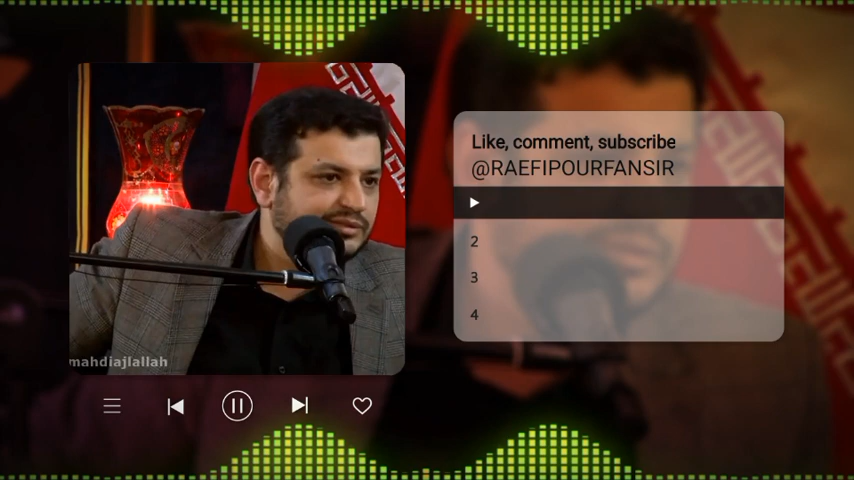 Like, comment, subscribe
@RAEFIPOURFANSIR
2
3
4
mahdiajlallah